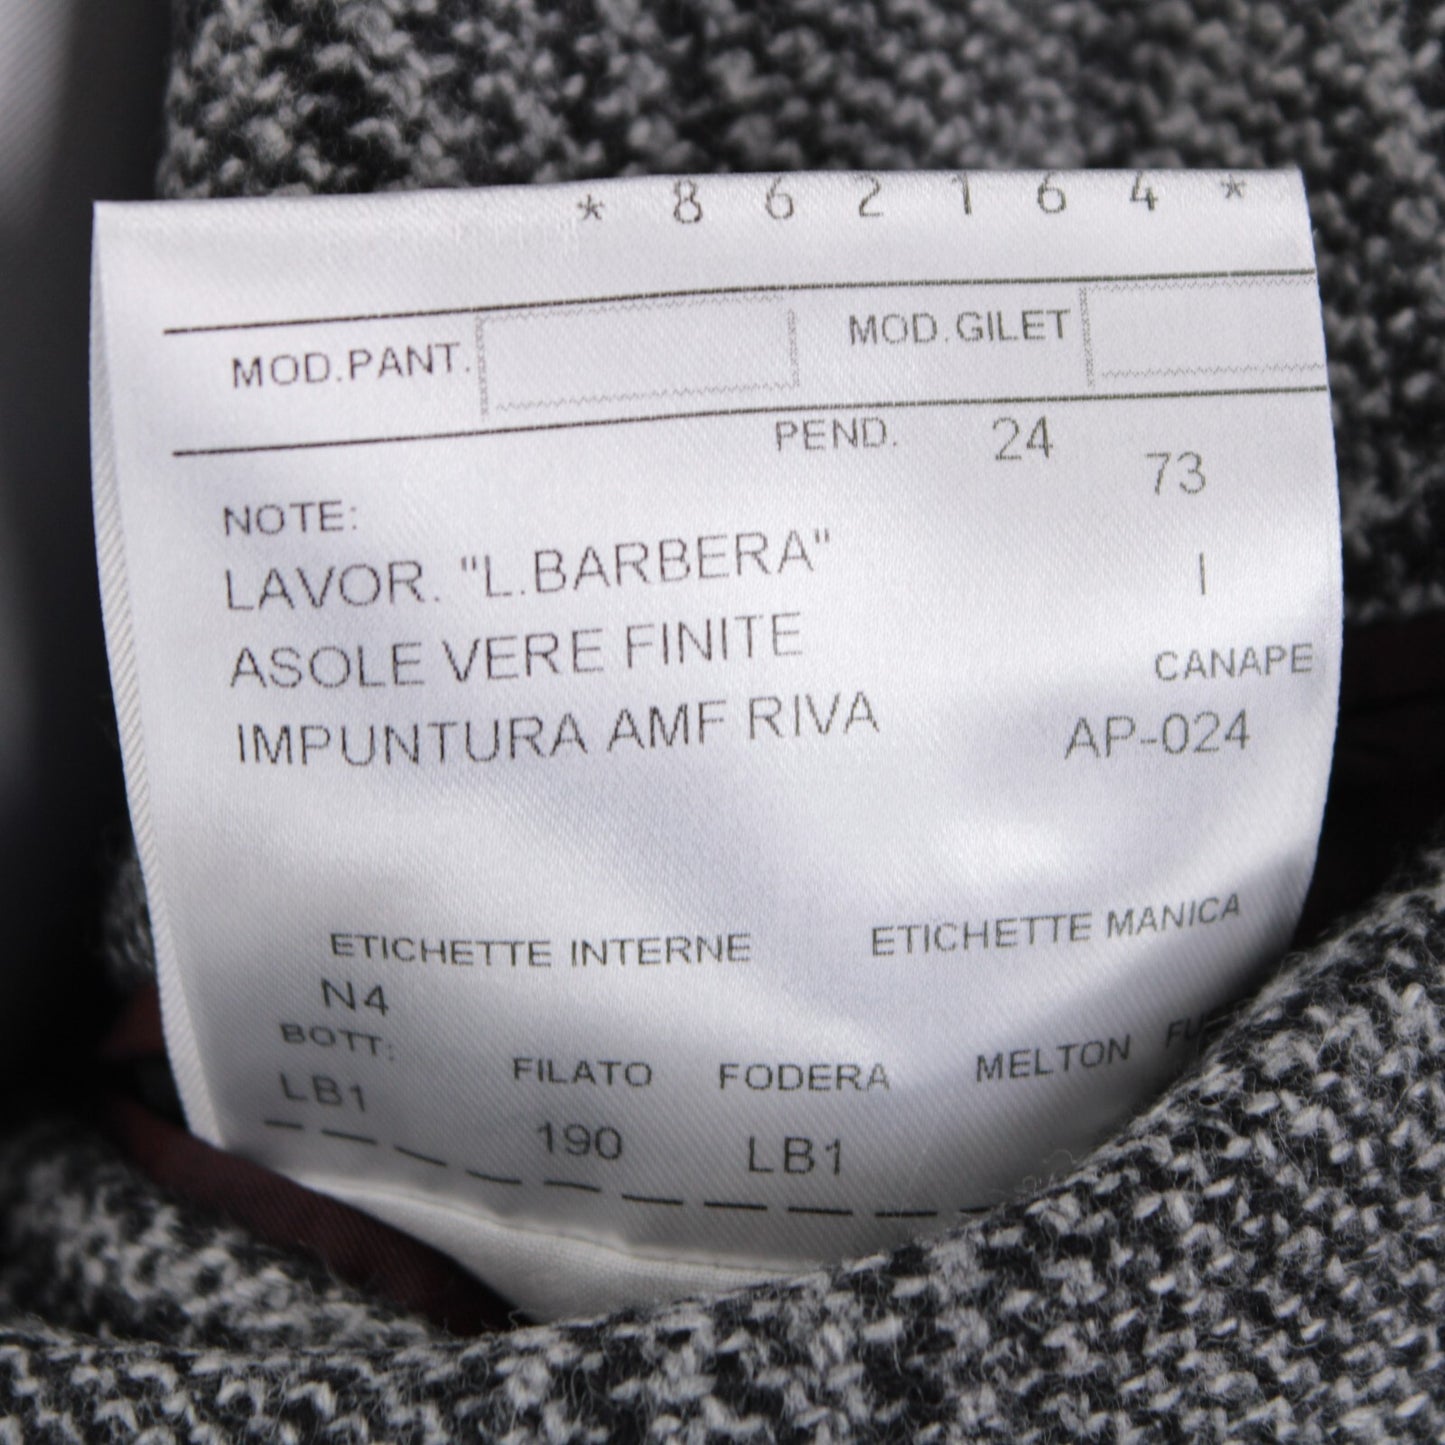 * 8 6 2 1 6 4 *
MOD.PANT. MOD.GILET
PEND. 24 73
NOTE:
LAVOR. "L.BARBERA" I
ASOLE VERE FINITE CANAPE
IMPUNTURA AMF RIVA AP-024
ETICHETTE INTERNE ETICHETTE MANICA
N4
BOTT: FILATO FODERA MELTON
LB1 190 LB1